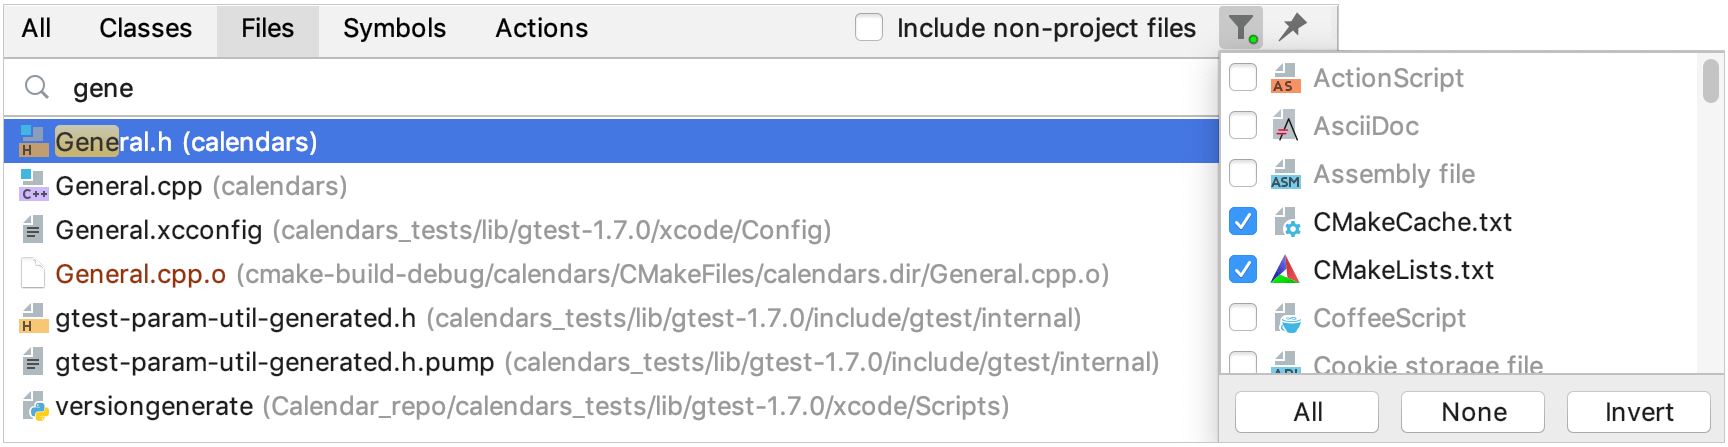 All Classes Files Symbols Actions Include non-project files
gene
General.h (calendars)
General.cpp (calendars)
General.xcconfig (calendars_tests/lib/gtest-1.7.0/xcode/Config)
General.cpp.o (cmake-build-debug/calendars/CMakeFiles/calendars.dir/General.cpp.o)
gtest-param-util-generated.h (calendars_tests/lib/gtest-1.7.0/include/gtest/internal)
gtest-param-util-generated.h.pump (calendars_tests/lib/gtest-1.7.0/include/gtest/internal)
versiongenerate (Calendar_repo/calendars_tests/lib/gtest-1.7.0/xcode/Scripts)
H
C++
H
AS ActionScript
AsciiDoc
ASM Assembly file
CMakeCache.txt
CMakeLists.txt
CoffeeScript
API Cookie storage file
All None Invert